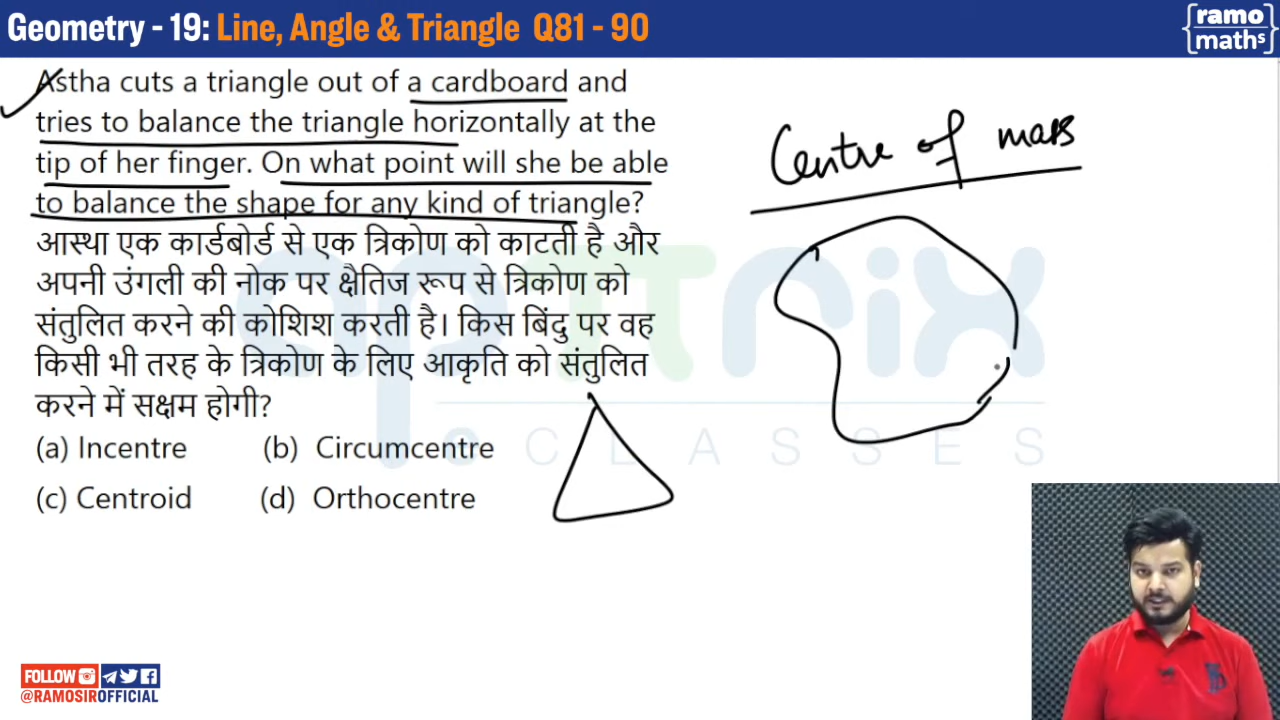 Geometry - 19: Line, Angle & Triangle Q81 - 90
ramo
maths
Astha cuts a triangle out of a cardboard and
tries to balance the triangle horizontally at the
tip of her finger. On what point will she be able
to balance the shape for any kind of triangle?
आस्था एक कार्डबोर्ड से एक त्रिकोण को काटती है और
अपनी उंगली की नोक पर क्षैतिज रूप से त्रिकोण को
संतुलित करने की कोशिश करती है। किस बिंदु पर वह
किसी भी तरह के त्रिकोण के लिए आकृति को संतुलित
करने में सक्षम होगी?
(a) Incentre (b) Circumcentre
(c) Centroid (d) Orthocentre
Centre of mass
apπrix
CLASSES
FOLLOW
@RAMOSIROFFICIAL